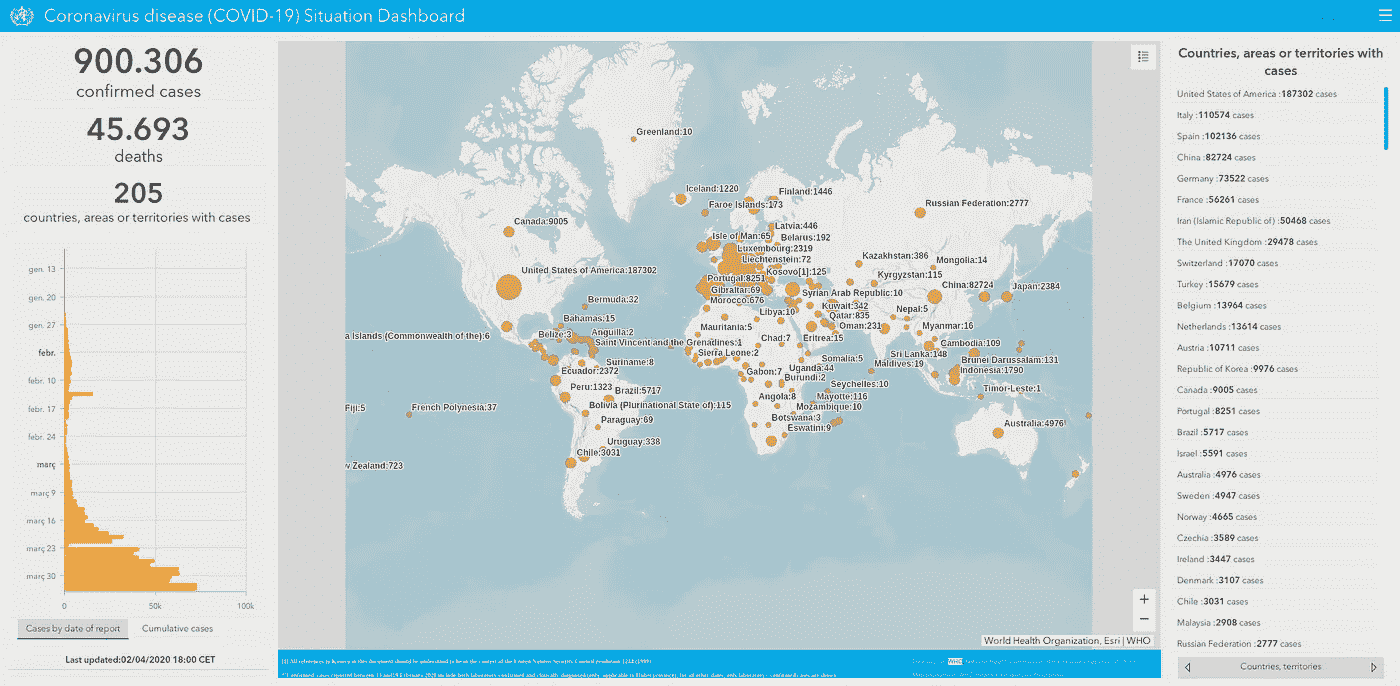 Coronavirus disease (COVID-19) Situation Dashboard
900.306
confirmed cases
45.693
deaths
205
countries, areas or territories with cases
gen. 13
gen. 20
gen. 27
febr.
febr. 10
febr. 17
febr. 24
març
març 9
març 16
març 23
març 30
0
50k
100k
Cases by date of report
Cumulative cases
Last updated:02/04/2020 18:00 CET
Greenland:10
Iceland:1220
Finland:1446
Faroe Islands:173
Russian Federation:2777
Canada:9005
Latvia:446
Isle of Man:65
Belarus:192
Luxembourg:2319
Liechtenstein:72
Kazakhstan:386
Mongolia:14
United States of America:187302
Kosovo[1]:125
Kyrgyzstan:115
Portugal:8251
China:82724
Japan:2384
Gibraltar:69
Syrian Arab Republic:10
Bermuda:32
Morocco:676
Kuwait:342
Nepal:5
Libya:10
Qatar:835
Bahamas:15
Mauritania:5
Oman:231
Myanmar:16
a Islands (Commonwealth of the):6
Belize:3
Anguilla:2
Chad:7
Eritrea:15
Saint Vincent and the Grenadines:1
Cambodia:109
Sierra Leone:2
Sri Lanka:148
Suriname:8
Somalia:5
Maldives:19
Brunei Darussalam:131
Ecuador:2372
Gabon:7
Uganda:44
Indonesia:1790
Burundi:2
Peru:1323
Brazil:5717
Seychelles:10
Timor-Leste:1
Angola:8
Mayotte:116
Fiji:5
French Polynesia:37
Bolivia (Plurinational State of):115
Mozambique:10
Paraguay:69
Botswana:3
Australia:4976
Eswatini:9
Uruguay:338
Chile:3031
w Zealand:723
+
−
World Health Organization, Esri | WHO
WHO
Countries, areas or territories with
cases
United States of America :187302 cases
Italy :110574 cases
Spain :102136 cases
China :82724 cases
Germany :73522 cases
France :56261 cases
Iran (Islamic Republic of) :50468 cases
The United Kingdom :29478 cases
Switzerland :17070 cases
Turkey :15679 cases
Belgium :13964 cases
Netherlands :13614 cases
Austria :10711 cases
Republic of Korea :9976 cases
Canada :9005 cases
Portugal :8251 cases
Brazil :5717 cases
Israel :5591 cases
Australia :4976 cases
Sweden :4947 cases
Norway :4665 cases
Czechia :3589 cases
Ireland :3447 cases
Denmark :3107 cases
Chile :3031 cases
Malaysia :2908 cases
Russian Federation :2777 cases
Countries, territories